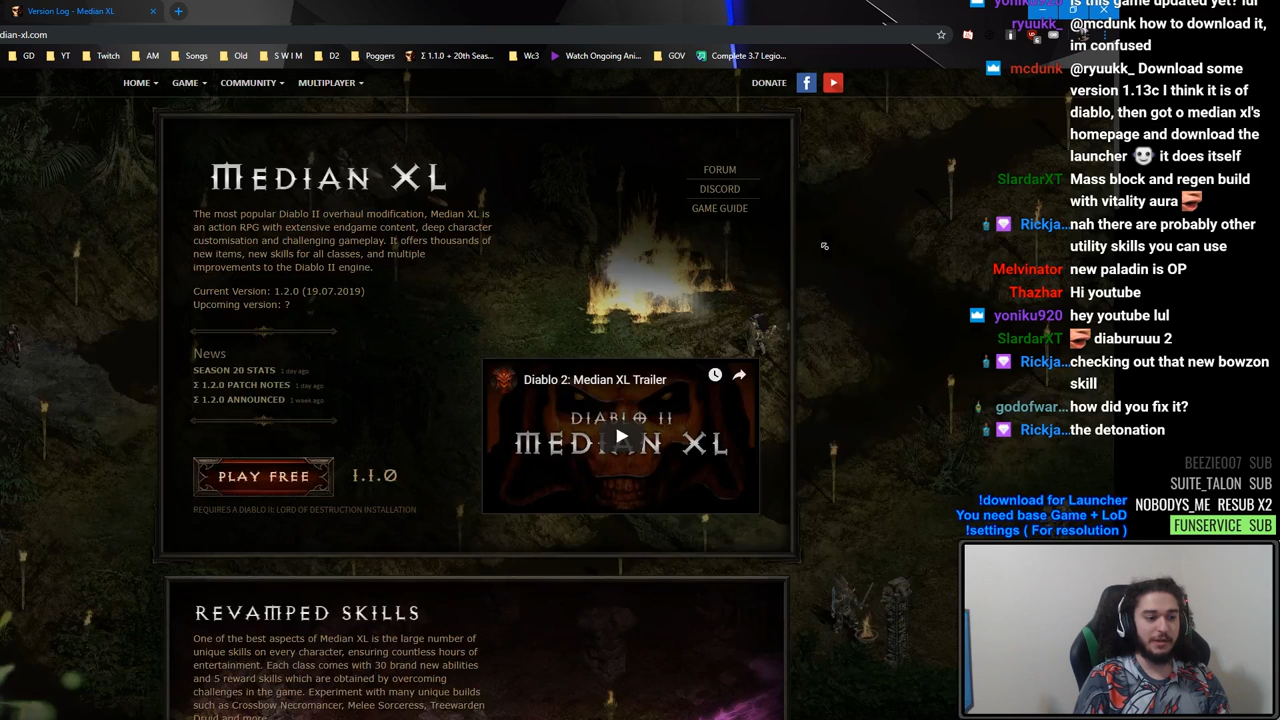 Version Log - Median XL
dian-xl.com
GD YT Twitch AM Songs Old S W I M D2 Poggers Σ 1.1.0 + 20th Seas... Wc3 Watch Ongoing Ani... GOV Complete 3.7 Legio...
HOME GAME COMMUNITY MULTIPLAYER DONATE
MEDIAN XL
The most popular Diablo II overhaul modification, Median XL is
an action RPG with extensive endgame content, deep character
customisation and challenging gameplay. It offers thousands of
new items, new skills for all classes, and multiple
improvements to the Diablo II engine.
Current Version: 1.2.0 (19.07.2019)
Upcoming version: ?
FORUM
DISCORD
GAME GUIDE
News
SEASON 20 STATS 1 day ago
Σ 1.2.0 PATCH NOTES 1 day ago
Σ 1.2.0 ANNOUNCED 1 week ago
PLAY FREE 1.1.0
REQUIRES A DIABLO II: LORD OF DESTRUCTION INSTALLATION
Diablo 2: Median XL Trailer
DIABLO II
MEDIAN XL
REVAMPED SKILLS
One of the best aspects of Median XL is the large number of
unique skills on every character, ensuring countless hours of
entertainment. Each class comes with 30 brand new abilities
and 5 reward skills which are obtained by overcoming
challenges in the game. Experiment with many unique builds
such as Crossbow Necromancer, Melee Sorceress, Treewarden
Druid and more.
yoniku920 is this game updated yet? lul
ryuukk_ @mcdunk how to download it,
im confused
mcdunk @ryuukk_ Download some
version 1.13c I think it is of
diablo, then got o median xl's
homepage and download the
launcher it does itself
SlardarXT Mass block and regen build
with vitality aura
Rickja... nah there are probably other
utility skills you can use
Melvinator new paladin is OP
Thazhar Hi youtube
yoniku920 hey youtube lul
SlardarXT diaburuuu 2
Rickja... checking out that new bowzon
skill
godofwar... how did you fix it?
Rickja... the detonation
BEEZIE007 SUB
SUITE_TALON SUB
NOBODYS_ME RESUB X2
FUNSERVICE SUB
!download for Launcher
You need base Game + LoD
!settings ( For resolution )